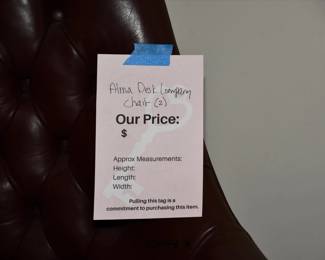 Alma Desk Company
Chair (2)
Our Price:
$
Approx Measurements:
Height:
Length:
Width:
Pulling this tag is a
commitment to purchasing this item.